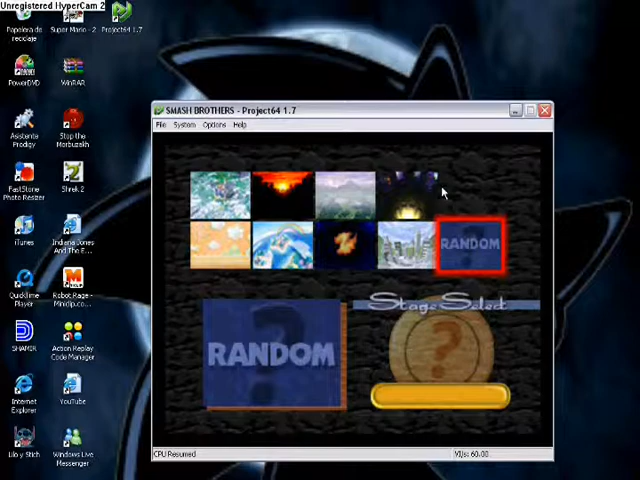 Unregistered HyperCam 2
Papelera de reciclaje
Super Mario - 2
Project64 1.7
PowerDVD
WinRAR
Asistente Prodigy
Stop the Morbuzakh
FastStone Photo Resizer
Shrek 2
iTunes
Indiana Jones And The E...
QuickTime Player
Robot Rage - Miniclip.co...
SHAMIR
Action Replay Code Manager
Internet Explorer
YouTube
Lilo y Stich
Windows Live Messenger
SMASH BROTHERS - Project64 1.7
File System Options Help
RANDOM
Stage Select
RANDOM
CPU Resumed
VI/s: 60.00